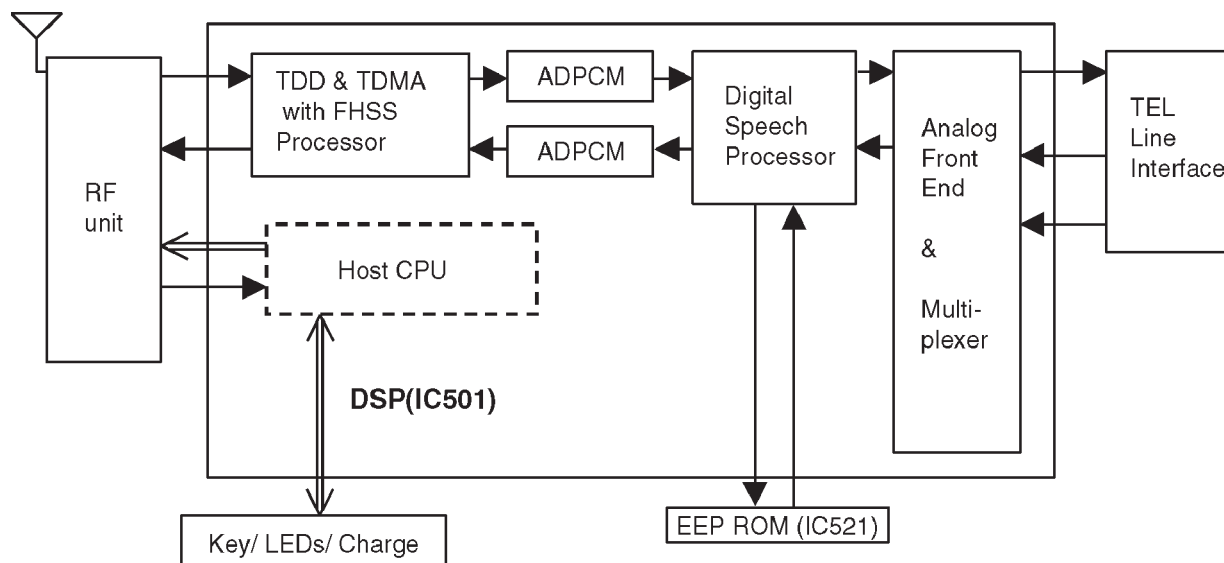 RF
unit
TDD & TDMA
with FHSS
Processor
ADPCM
ADPCM
Digital
Speech
Processor
Analog
Front
End
&
Multi-
plexer
TEL
Line
Interface
Host CPU
DSP(IC501)
Key/ LEDs/ Charge
EEP ROM (IC521)